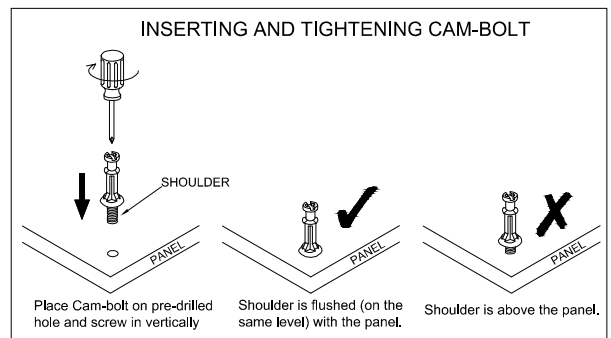 INSERTING AND TIGHTENING CAM-BOLT
SHOULDER
PANEL
Place Cam-bolt on pre-drilled
hole and screw in vertically
PANEL
Shoulder is flushed (on the
same level) with the panel.
PANEL
Shoulder is above the panel.